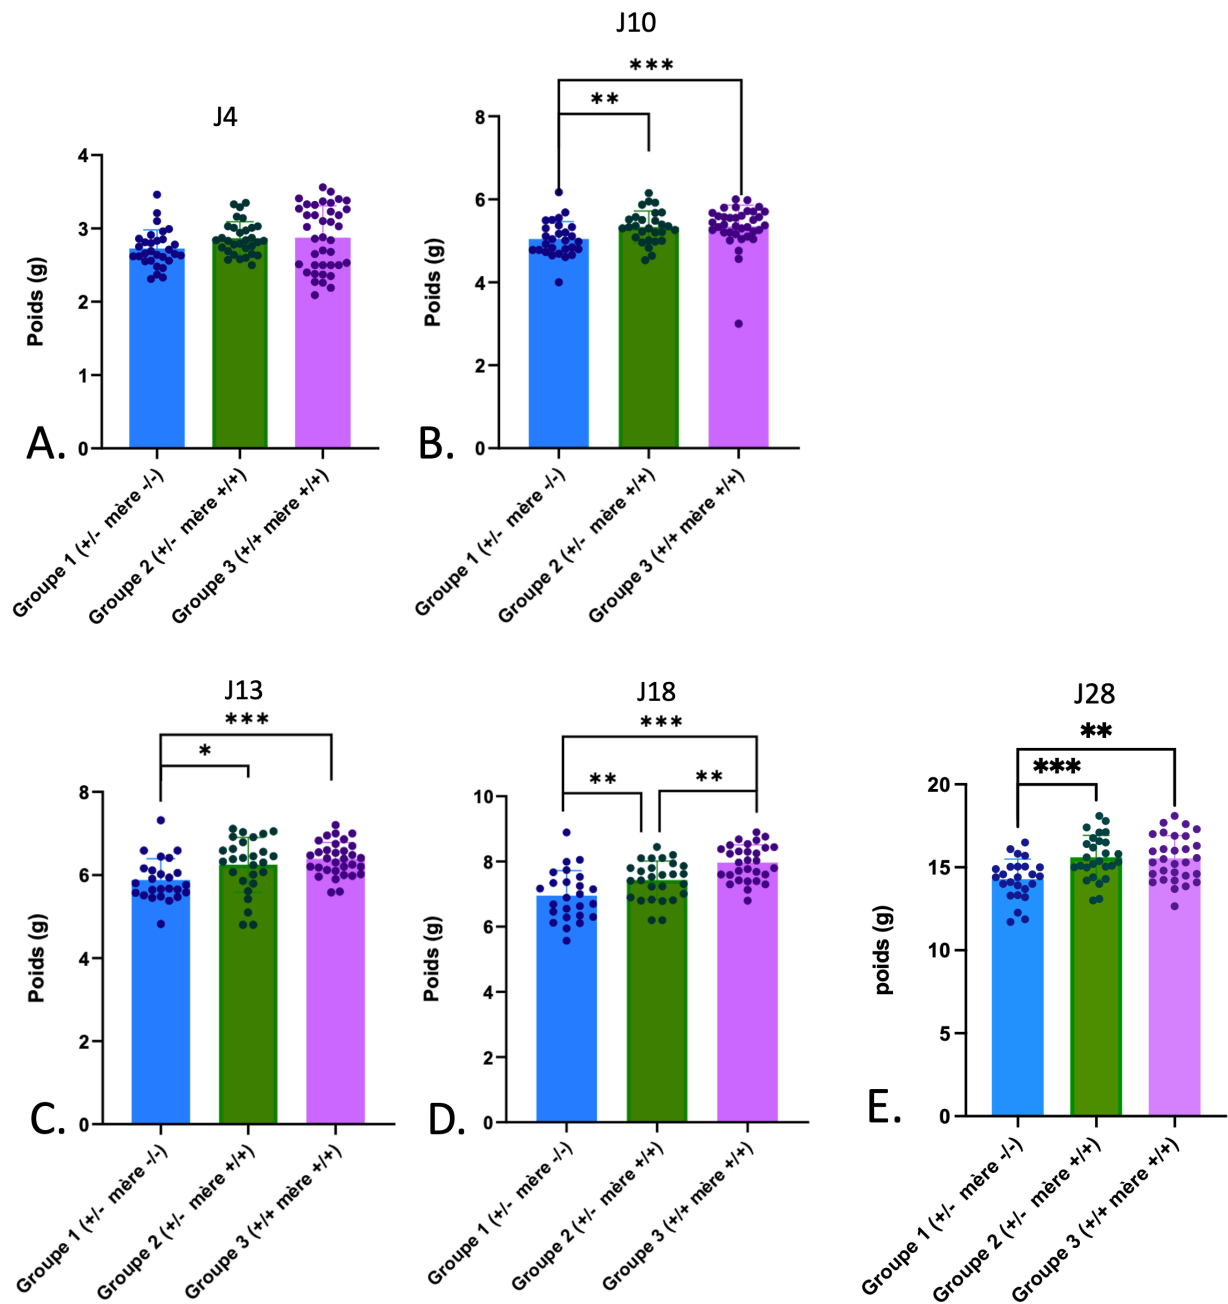 J4
4
3
2
1
0
Poids (g)
A.
Groupe 1 (+/- mère -/-)
Groupe 2 (+/- mère +/+)
Groupe 3 (+/+ mère +/+)
J10
***
**
8
6
4
2
0
Poids (g)
B.
Groupe 1 (+/- mère -/-)
Groupe 2 (+/- mère +/+)
Groupe 3 (+/+ mère +/+)
J13
***
*
8
6
4
2
0
Poids (g)
C.
Groupe 1 (+/- mère -/-)
Groupe 2 (+/- mère +/+)
Groupe 3 (+/+ mère +/+)
J18
***
** **
10
8
6
4
2
0
Poids (g)
D.
Groupe 1 (+/- mère -/-)
Groupe 2 (+/- mère +/+)
Groupe 3 (+/+ mère +/+)
J28
**
***
20
15
10
5
0
poids (g)
E.
Groupe 1 (+/- mère -/-)
Groupe 2 (+/- mère +/+)
Groupe 3 (+/+ mère +/+)